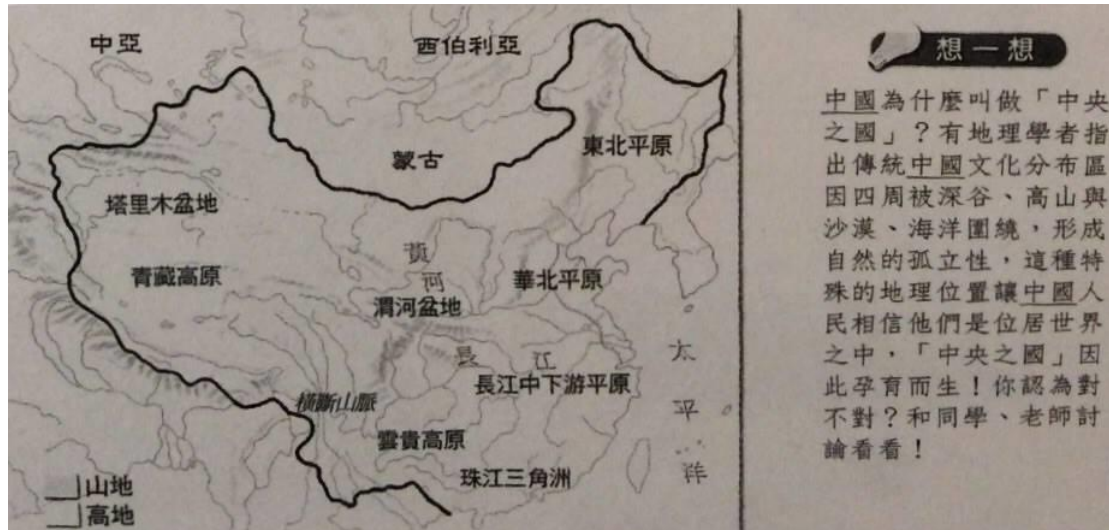 中亞
西伯利亞
蒙古
東北平原
塔里木盆地
青藏高原
黃河
渭河盆地
華北平原
長江
長江中下游平原
太平洋
橫斷山脈
雲貴高原
珠江三角洲
山地
高地
想一想
中國為什麼叫做「中央
之國」？有地理學者指
出傳統中國文化分布區
因四周被深谷、高山與
沙漠、海洋圍繞，形成
自然的孤立性，這種特
殊的地理位置讓中國人
民相信他們是位居世界
之中，「中央之國」因
此孕育而生！你認為對
不對？和同學、老師討
論看看！